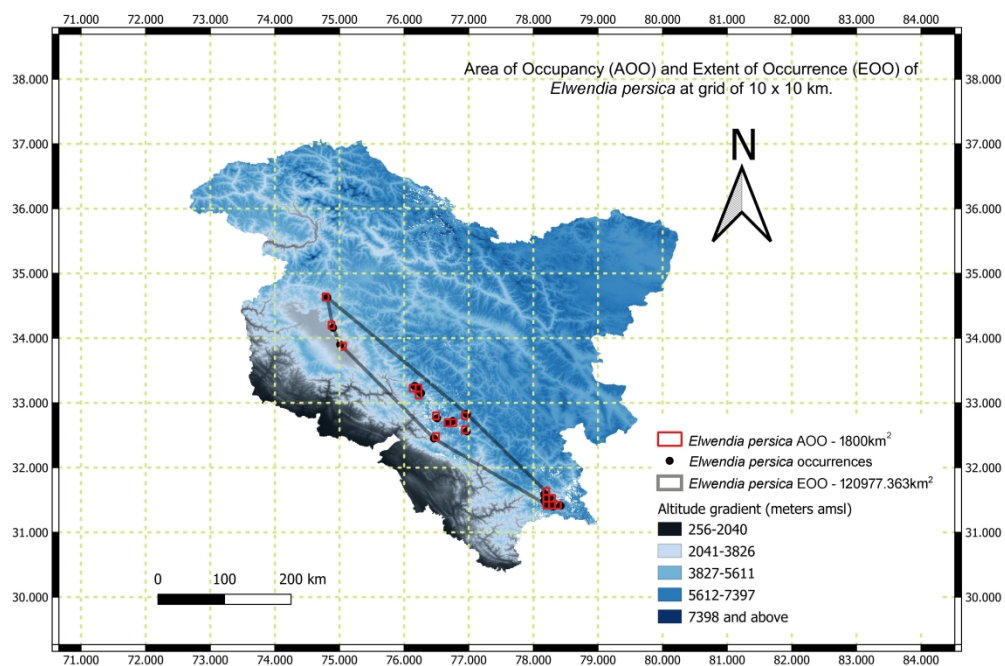 71.000 72.000 73.000 74.000 75.000 76.000 77.000 78.000 79.000 80.000 81.000 82.000 83.000 84.000
Area of Occupancy (AOO) and Extent of Occurrence (EOO) of
Elwendia persica at grid of 10 x 10 km.
N
38.000 38.000
37.000 37.000
36.000 36.000
35.000 35.000
34.000 34.000
33.000 33.000
32.000 32.000
31.000 31.000
30.000 30.000
Elwendia persica AOO - 1800km²
Elwendia persica occurrences
Elwendia persica EOO - 120977.363km²
Altitude gradient (meters amsl)
256-2040
2041-3826
3827-5611
5612-7397
7398 and above
0 100 200 km
71.000 72.000 73.000 74.000 75.000 76.000 77.000 78.000 79.000 80.000 81.000 82.000 83.000 84.000